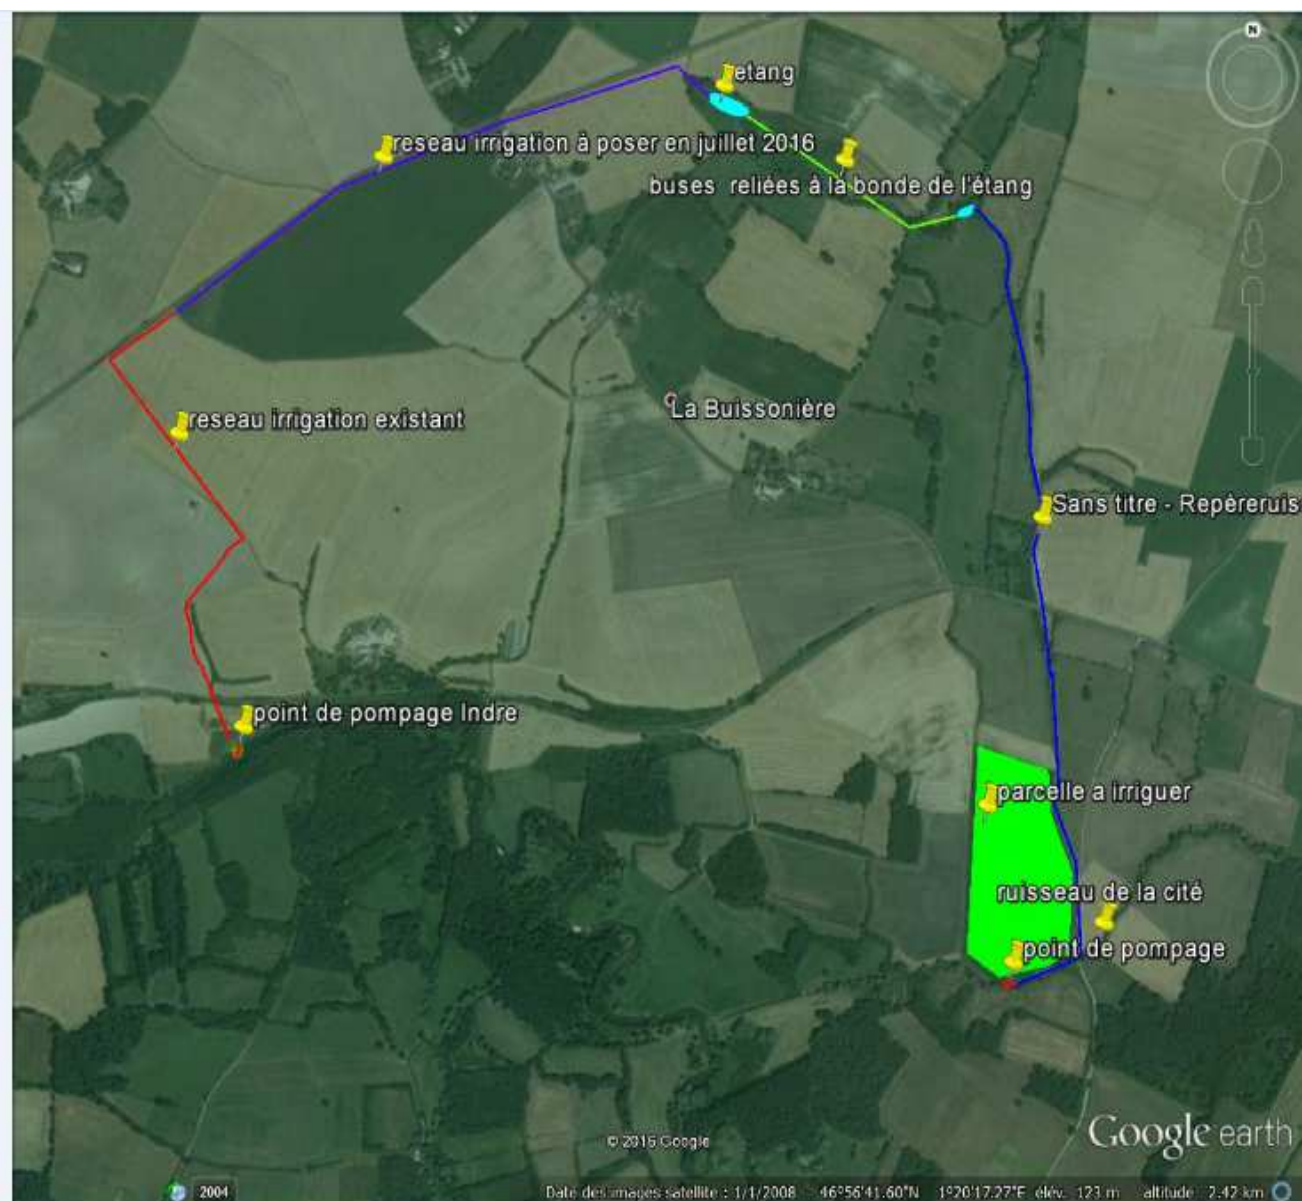 N
etang
reseau irrigation à poser en juillet 2016
buses reliées à la bonde de l'étang
La Buissonière
reseau irrigation existant
Sans titre - Repèreruis
point de pompage Indre
parcelle a irriguer
ruisseau de la cité
point de pompage
Google earth
© 2016 Google
2004
Date des images satellite : 1/1/2008 46°56'41.60"N 1°20'17.27"E élév. 123 m altitude 2.42 km